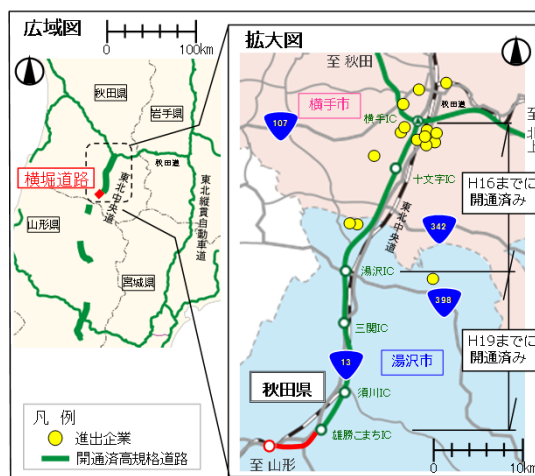 広域図
0
100km
秋田県
岩手県
秋田道
横堀道路
東北中央道
東北縦貫自動車道
山形県
宮城県
凡 例
進出企業
開通済高規格道路
拡大図
至 秋田
横手市
秋田道
107
横手IC
至
北上
十文字IC
H16までに
開通済み
東北中央道
342
湯沢IC
398
三関IC
H19までに
開通済み
13
湯沢市
秋田県
須川IC
雄勝こまちIC
至 山形
0
10km